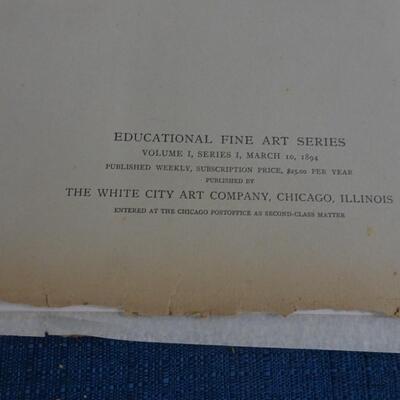 EDUCATIONAL FINE ART SERIES
VOLUME I, SERIES I, MARCH 10, 1894
PUBLISHED WEEKLY, SUBSCRIPTION PRICE, $25.00 PER YEAR
PUBLISHED BY
THE WHITE CITY ART COMPANY, CHICAGO, ILLINOIS
ENTERED AT THE CHICAGO POSTOFFICE AS SECOND-CLASS MATTER